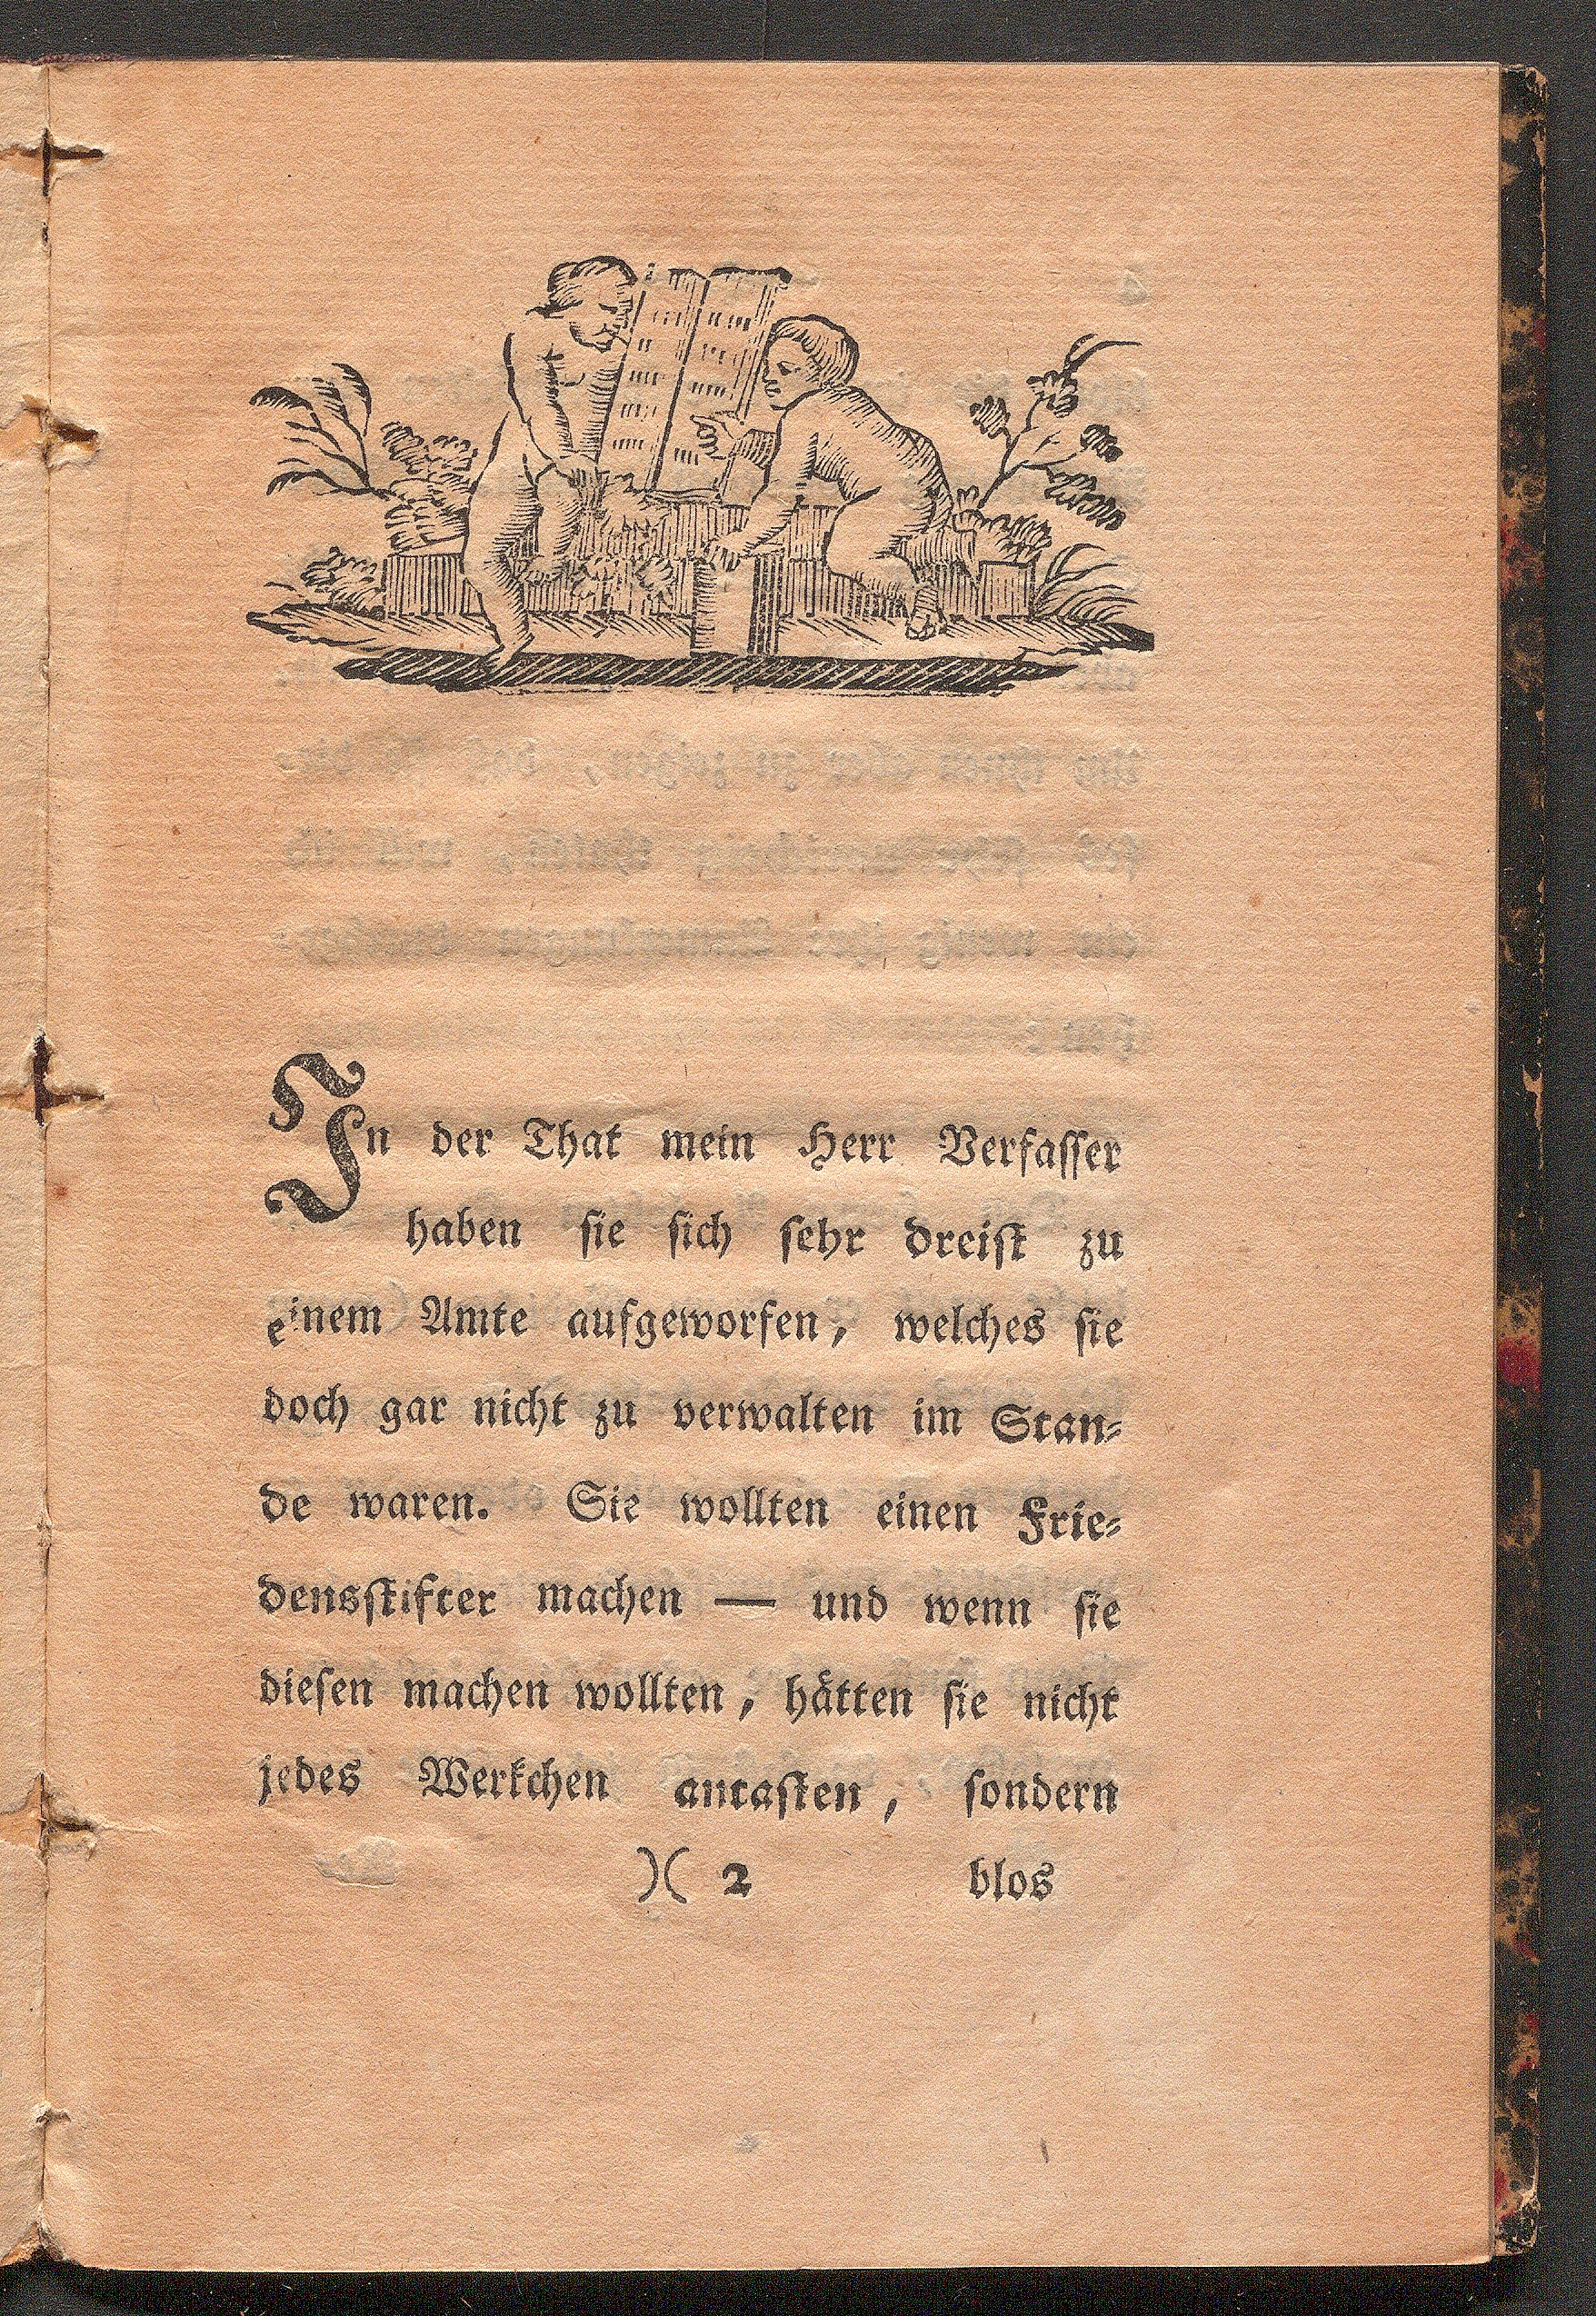 In der That mein Herr Verfaſſer
haben ſie ſich ſehr dreiſt zu
einem Amte aufgeworfen, welches ſie
doch gar nicht zu verwalten im Stan⸗
de waren. Sie wollten einen Frie⸗
densſtifter machen — und wenn ſie
dieſen machen wollten, hätten ſie nicht
jedes Werkchen antaſten, ſondern
)( 2 blos